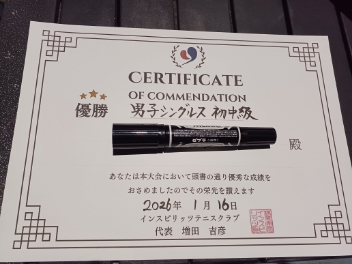 CERTIFICATE
OF COMMENDATION
優勝 男子シングルス 初中級
殿
あなたは本大会において頭書の通り優秀な成績を
おさめましたのでその栄光を讃えます
2026年 1月 16日
インスピリッツテニスクラブ
代表 増田 吉彦